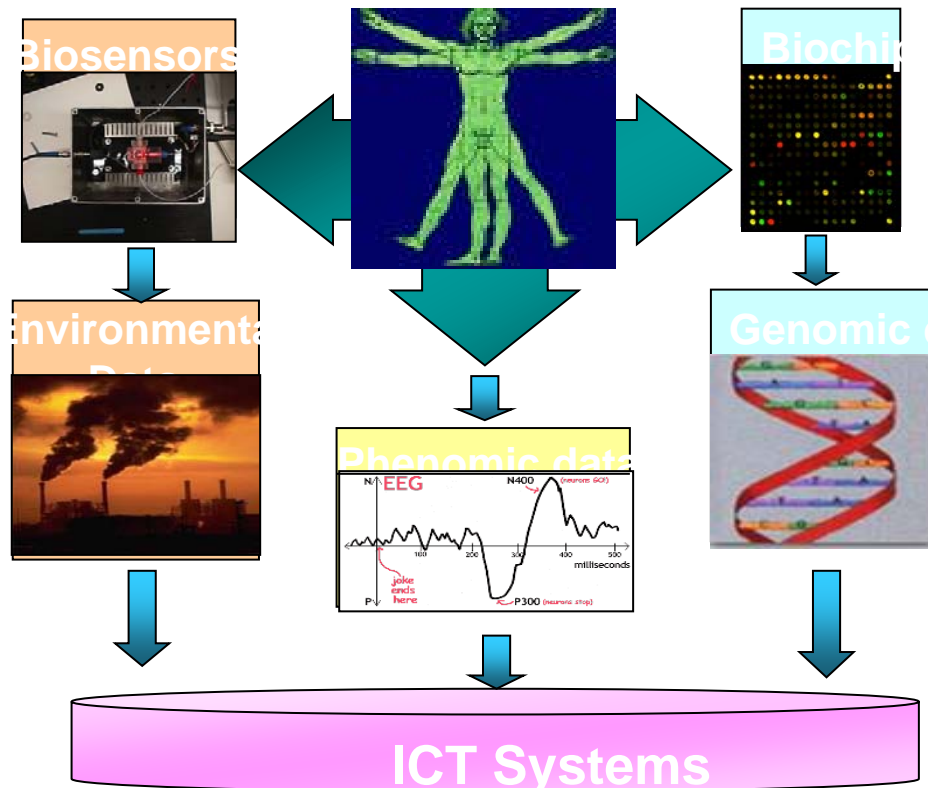 Biosensors
Biochip
Environmenta
Data
Genomic
Phenomic data
N
EEG
N400
(neurons GO!)
100
200
300
400
500
milliseconds
joke
ends
here
P
P300 (neurons stop)
G
C
A
T
G
C
T
A
C
G
T
A
T
A
C
G
ICT Systems